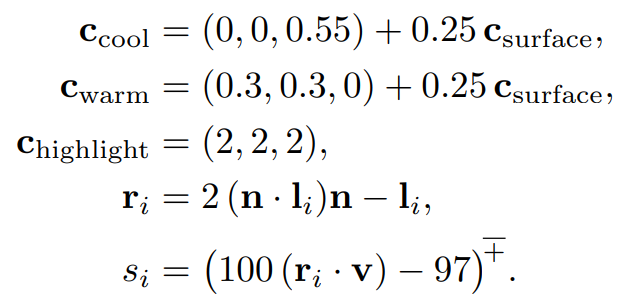 c_cool = (0, 0, 0.55) + 0.25 c_surface,
c_warm = (0.3, 0.3, 0) + 0.25 c_surface,
c_highlight = (2, 2, 2),
r_i = 2 (n · l_i)n − l_i,
s_i = (100 (r_i · v) − 97)^∓.